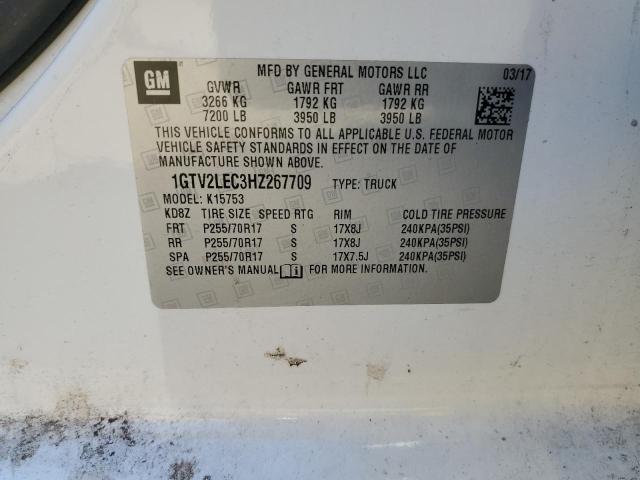 GM
MFD BY GENERAL MOTORS LLC 03/17
GVWR GAWR FRT GAWR RR
3266 KG 1792 KG 1792 KG
7200 LB 3950 LB 3950 LB
THIS VEHICLE CONFORMS TO ALL APPLICABLE U.S. FEDERAL MOTOR
VEHICLE SAFETY STANDARDS IN EFFECT ON THE DATE OF
MANUFACTURE SHOWN ABOVE.
1GTV2LEC3HZ267709 TYPE: TRUCK
MODEL: K15753
KD8Z TIRE SIZE SPEED RTG RIM COLD TIRE PRESSURE
FRT P255/70R17 S 17X8J 240KPA(35PSI)
RR P255/70R17 S 17X8J 240KPA(35PSI)
SPA P255/70R17 S 17X7.5J 240KPA(35PSI)
SEE OWNER'S MANUAL FOR MORE INFORMATION.